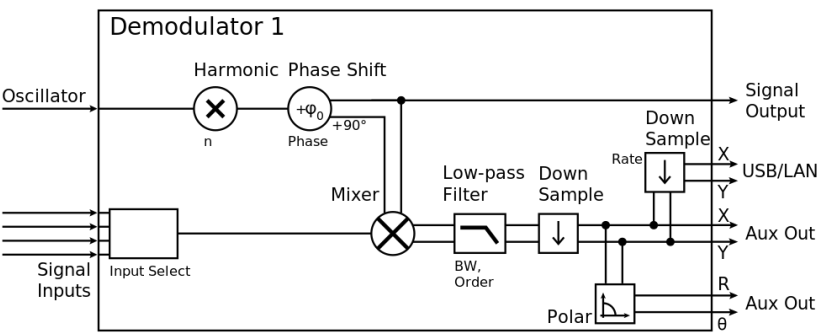 Demodulator 1
Harmonic
Phase Shift
Oscillator
+φ0
+90°
n
Phase
Signal
Output
Down
Sample
Rate
X
Y
USB/LAN
Mixer
Low-pass
Filter
Down
Sample
X
Y
Aux Out
Signal
Inputs
Input Select
BW,
Order
Polar
R
θ
Aux Out